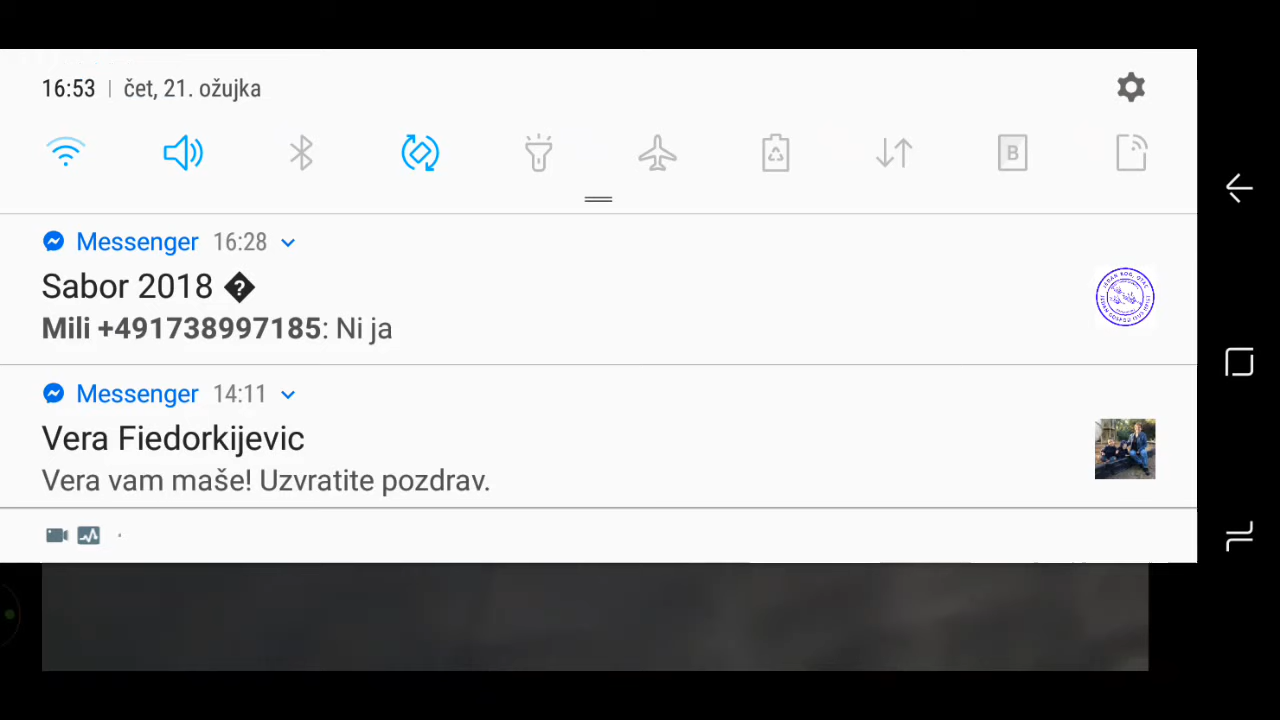 16:53 | čet, 21. ožujka
B
Messenger 16:28
Sabor 2018 �
Mili +491738997185: Ni ja
Messenger 14:11
Vera Fiedorkijevic
Vera vam maše! Uzvratite pozdrav.